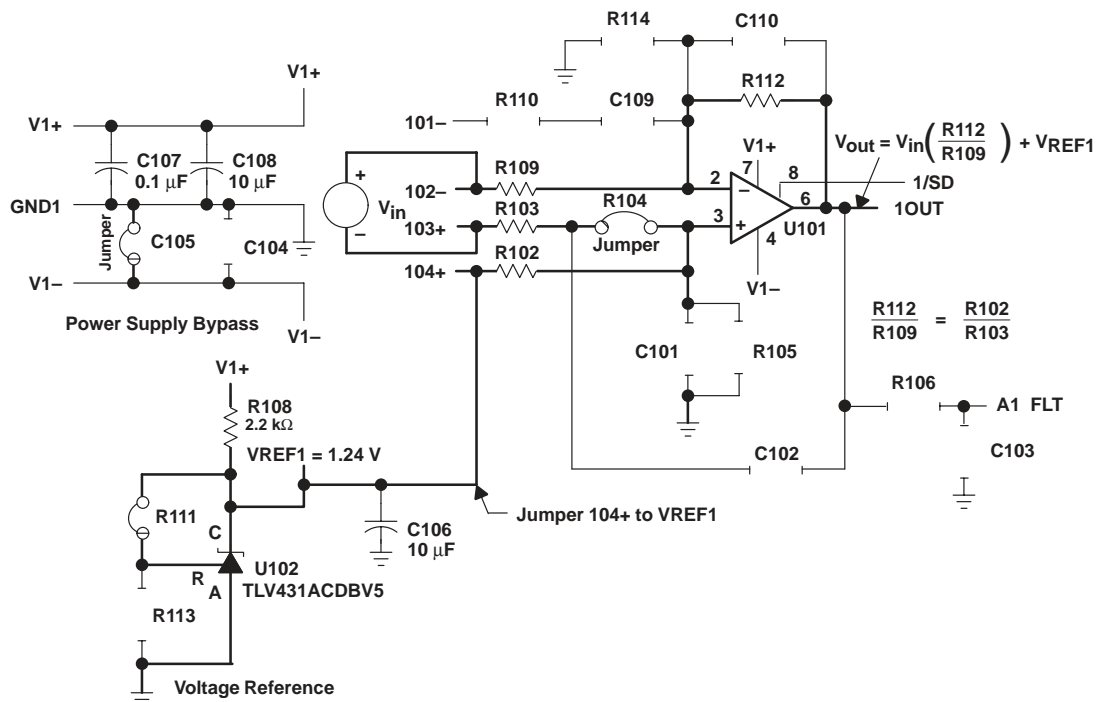 R114
C110
V1+
R112
R110
C109
V1+
101–
Vout = Vin(R112/R109) + VREF1
C107
0.1 μF
C108
10 μF
V1+
7
8
1/SD
R109
102–
2
–
+
Vin
–
GND1
R103
103+
R104
Jumper
3
+
6
1OUT
U101
4
Jumper
C105
C104
R102
104+
V1–
V1–
Power Supply Bypass
V1–
R112/R109 = R102/R103
C101
R105
V1+
R106
A1 FLT
R108
2.2 kΩ
VREF1 = 1.24 V
C102
C103
R111
Jumper 104+ to VREF1
C106
10 μF
C
R
A
U102
TLV431ACDBV5
R113
Voltage Reference